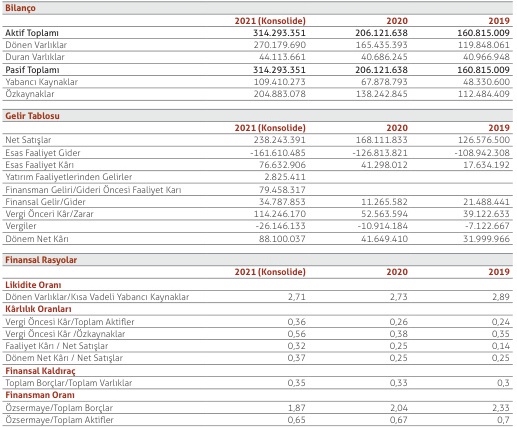 Bilanço
2021 (Konsolide) 2020 2019
Aktif Toplamı 314.293.351 206.121.638 160.815.009
Dönen Varlıklar 270.179.690 165.435.393 119.848.061
Duran Varlıklar 44.113.661 40.686.245 40.966.948
Pasif Toplamı 314.293.351 206.121.638 160.815.009
Yabancı Kaynaklar 109.410.273 67.878.793 48.330.600
Özkaynaklar 204.883.078 138.242.845 112.484.409
Gelir Tablosu
2021 (Konsolide) 2020 2019
Net Satışlar 238.243.391 168.111.833 126.576.500
Esas Faaliyet Gider -161.610.485 -126.813.821 -108.942.308
Esas Faaliyet Kârı 76.632.906 41.298.012 17.634.192
Yatırım Faaliyetlerinden Gelirler 2.825.411
Finansman Geliri/Gideri Öncesi Faaliyet Karı 79.458.317
Finansal Gelir/Gider 34.787.853 11.265.582 21.488.441
Vergi Önceri Kâr/Zarar 114.246.170 52.563.594 39.122.633
Vergiler -26.146.133 -10.914.184 -7.122.667
Dönem Net Kârı 88.100.037 41.649.410 31.999.966
Finansal Rasyolar
2021 (Konsolide) 2020 2019
Likidite Oranı
Dönen Varlıklar/Kısa Vadeli Yabancı Kaynaklar 2,71 2,73 2,89
Kârlılık Oranları
Vergi Öncesi Kâr/Toplam Aktifler 0,36 0,26 0,24
Vergi Öncesi Kâr /Özkaynaklar 0,56 0,38 0,35
Faaliyet Kârı / Net Satışlar 0,32 0,25 0,14
Dönem Net Kârı / Net Satışlar 0,37 0,25 0,25
Finansal Kaldıraç
Toplam Borçlar/Toplam Varlıklar 0,35 0,33 0,3
Finansman Oranı
Özsermaye/Toplam Borçlar 1,87 2,04 2,33
Özsermaye/Toplam Aktifler 0,65 0,67 0,7